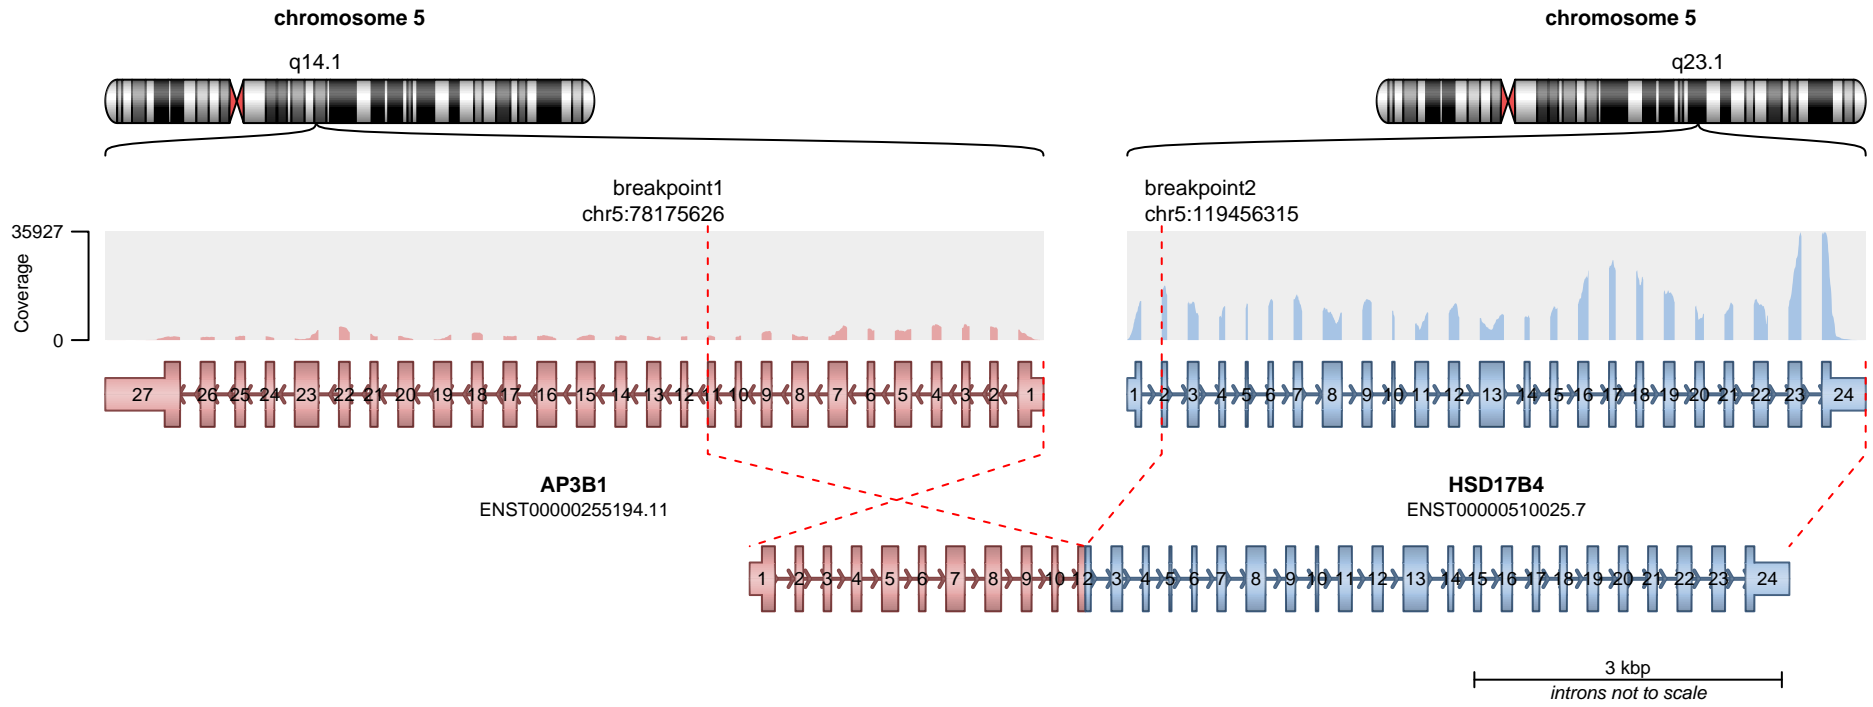 chromosome 5
chromosome 5
q14.1
q23.1
breakpoint1
chr5:78175626
breakpoint2
chr5:119456315
35927
Coverage
0
27 26 25 24 23 22 21 20 19 18 17 16 15 14 13 12 11 10 9 8 7 6 5 4 3 2 1
1 2 3 4 5 6 7 8 9 10 11 12 13 14 15 16 17 18 19 20 21 22 23 24
AP3B1
ENST00000255194.11
HSD17B4
ENST00000510025.7
1 2 3 4 5 6 7 8 9 10 12 3 4 5 6 7 8 9 10 11 12 13 14 15 16 17 18 19 20 21 22 23 24
3 kbp
introns not to scale